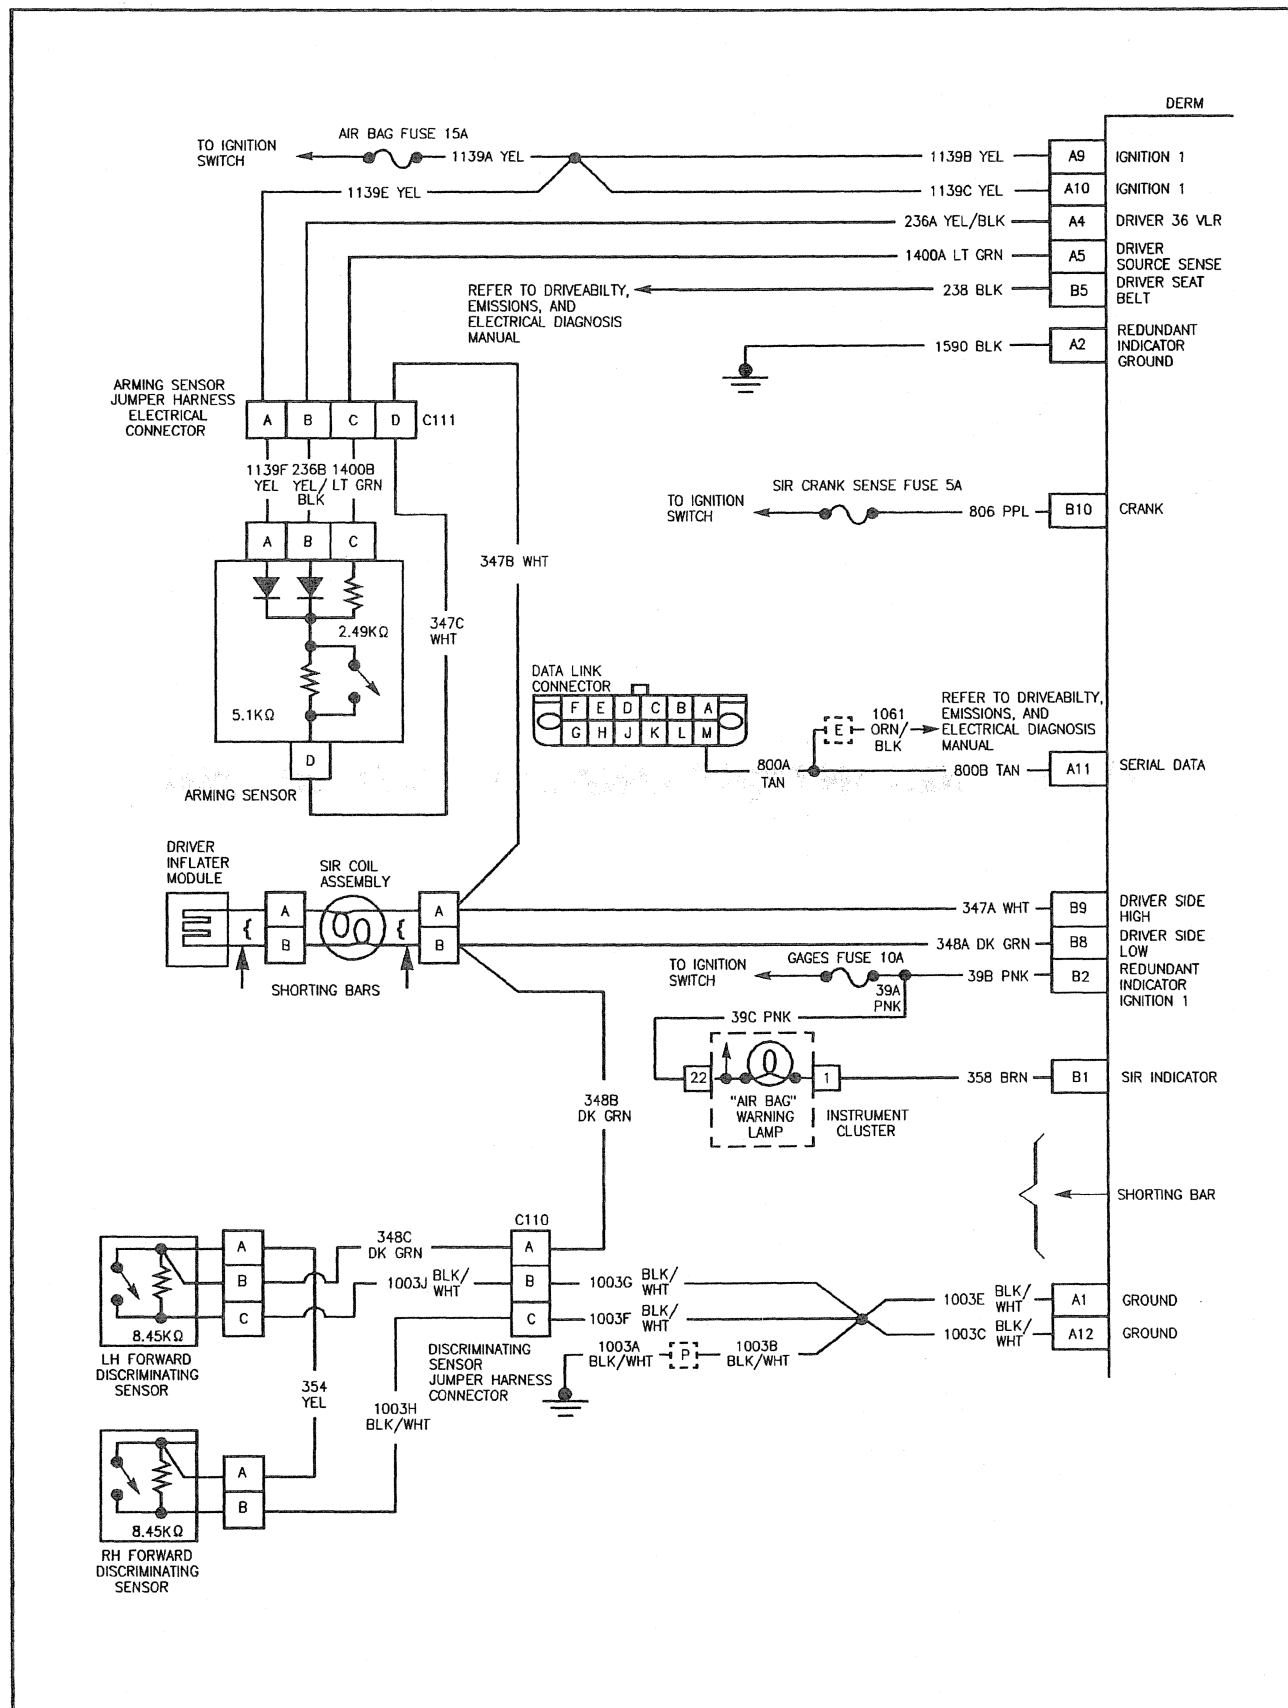 DERM
AIR BAG FUSE 15A
TO IGNITION
SWITCH
1139A YEL
1139B YEL
A9
IGNITION 1
1139E YEL
1139C YEL
A10
IGNITION 1
236A YEL/BLK
A4
DRIVER 36 VLR
1400A LT GRN
A5
DRIVER
SOURCE SENSE
REFER TO DRIVEABILTY,
EMISSIONS, AND
ELECTRICAL DIAGNOSIS
MANUAL
238 BLK
B5
DRIVER SEAT
BELT
1590 BLK
A2
REDUNDANT
INDICATOR
GROUND
ARMING SENSOR
JUMPER HARNESS
ELECTRICAL
CONNECTOR
A B C D C111
1139F
YEL
236B
YEL/
BLK
1400B
LT GRN
SIR CRANK SENSE FUSE 5A
TO IGNITION
SWITCH
806 PPL
B10
CRANK
A B C
347B WHT
347C
WHT
2.49KΩ
5.1KΩ
D
ARMING SENSOR
DATA LINK
CONNECTOR
F E D C B A
G H J K L M
E
1061
ORN/
BLK
REFER TO DRIVEABILTY,
EMISSIONS, AND
ELECTRICAL DIAGNOSIS
MANUAL
800A
TAN
800B TAN
A11
SERIAL DATA
DRIVER
INFLATER
MODULE
SIR COIL
ASSEMBLY
A
B
A
B
SHORTING BARS
347A WHT
B9
DRIVER SIDE
HIGH
348A DK GRN
B8
DRIVER SIDE
LOW
GAGES FUSE 10A
TO IGNITION
SWITCH
39A
PNK
39B PNK
B2
REDUNDANT
INDICATOR
IGNITION 1
39C PNK
22
1
"AIR BAG"
WARNING
LAMP
INSTRUMENT
CLUSTER
358 BRN
B1
SIR INDICATOR
348B
DK GRN
SHORTING BAR
C110
A
B
C
348C
DK GRN
A
B
C
1003J BLK/
WHT
1003G BLK/
WHT
1003F BLK/
WHT
1003E BLK/
WHT
A1
GROUND
1003C BLK/
WHT
A12
GROUND
8.45KΩ
LH FORWARD
DISCRIMINATING
SENSOR
DISCRIMINATING
SENSOR
JUMPER HARNESS
CONNECTOR
1003A
BLK/WHT
P
1003B
BLK/WHT
354
YEL
1003H
BLK/WHT
A
B
8.45KΩ
RH FORWARD
DISCRIMINATING
SENSOR